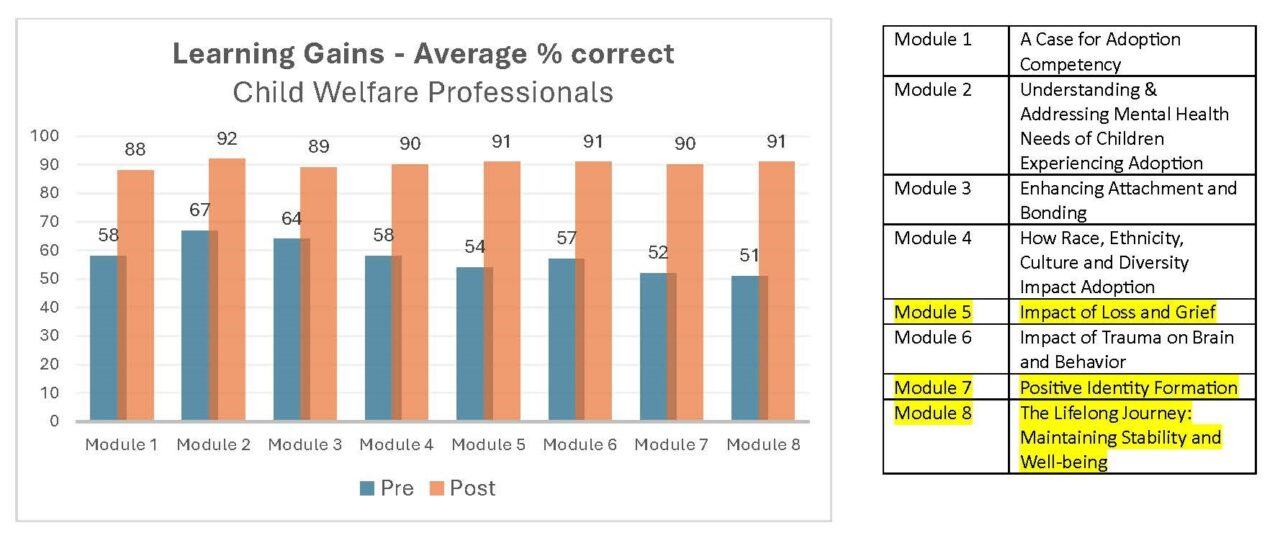 Learning Gains - Average % correct
Child Welfare Professionals
100
90
80
70
60
50
40
30
20
10
0
58
88
67
92
64
89
58
90
54
91
57
91
52
90
51
91
Module 1
Module 2
Module 3
Module 4
Module 5
Module 6
Module 7
Module 8
Pre
Post
Module 1
A Case for Adoption
Competency
Module 2
Understanding &
Addressing Mental Health
Needs of Children
Experiencing Adoption
Module 3
Enhancing Attachment and
Bonding
Module 4
How Race, Ethnicity,
Culture and Diversity
Impact Adoption
Module 5
Impact of Loss and Grief
Module 6
Impact of Trauma on Brain
and Behavior
Module 7
Positive Identity Formation
Module 8
The Lifelong Journey:
Maintaining Stability and
Well-being